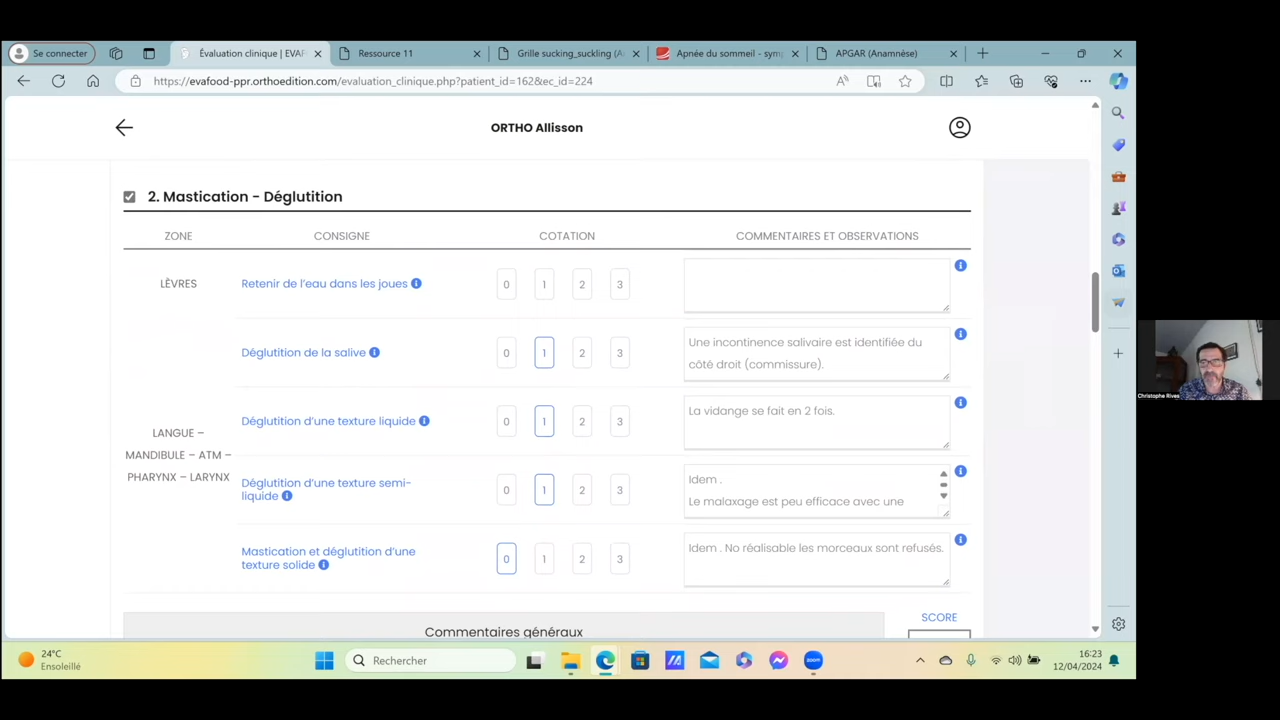 Se connecter
Évaluation clinique | EVAF
Ressource 11
Grille sucking_suckling (A
Apnée du sommeil - symp
APGAR (Anamnèse)
https://evafood-ppr.orthoedition.com/evaluation_clinique.php?patient_id=162&ec_id=224
ORTHO Allisson
2. Mastication - Déglutition
ZONE CONSIGNE COTATION COMMENTAIRES ET OBSERVATIONS
LÈVRES
Retenir de l'eau dans les joues
0 1 2 3
Déglutition de la salive
0 1 2 3
Une incontinence salivaire est identifiée du
côté droit (commissure).
LANGUE –
MANDIBULE – ATM –
PHARYNX – LARYNX
Déglutition d'une texture liquide
0 1 2 3
La vidange se fait en 2 fois.
Déglutition d'une texture semi-
liquide
0 1 2 3
Idem .
Le malaxage est peu efficace avec une
Mastication et déglutition d'une
texture solide
0 1 2 3
Idem . No réalisable les morceaux sont refusés.
Commentaires généraux
SCORE
24°C
Ensoleillé
Rechercher
zoom
16:23
12/04/2024
Christophe Rives